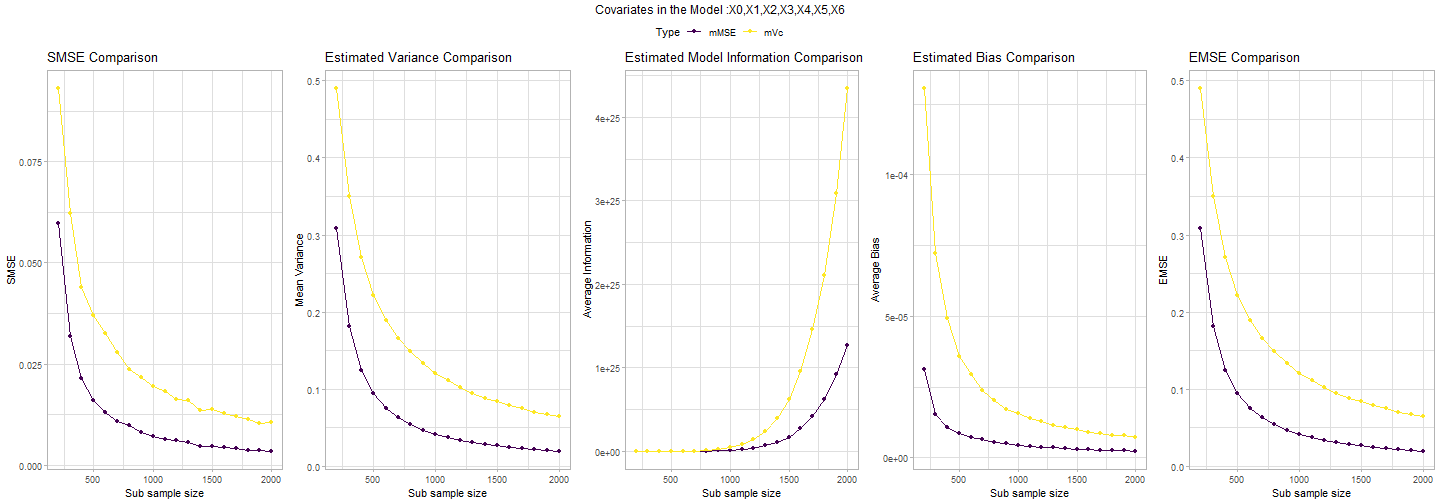 Covariates in the Model :X0,X1,X2,X3,X4,X5,X6
Type mMSE mVc
SMSE Comparison
SMSE
0.075
0.050
0.025
0.000
500 1000 1500 2000
Sub sample size
Estimated Variance Comparison
Mean Variance
0.5
0.4
0.3
0.2
0.1
0.0
500 1000 1500 2000
Sub sample size
Estimated Model Information Comparison
Average Information
4e+25
3e+25
2e+25
1e+25
0e+00
500 1000 1500 2000
Sub sample size
Estimated Bias Comparison
Average Bias
1e-04
5e-05
0e+00
500 1000 1500 2000
Sub sample size
EMSE Comparison
EMSE
0.5
0.4
0.3
0.2
0.1
0.0
500 1000 1500 2000
Sub sample size